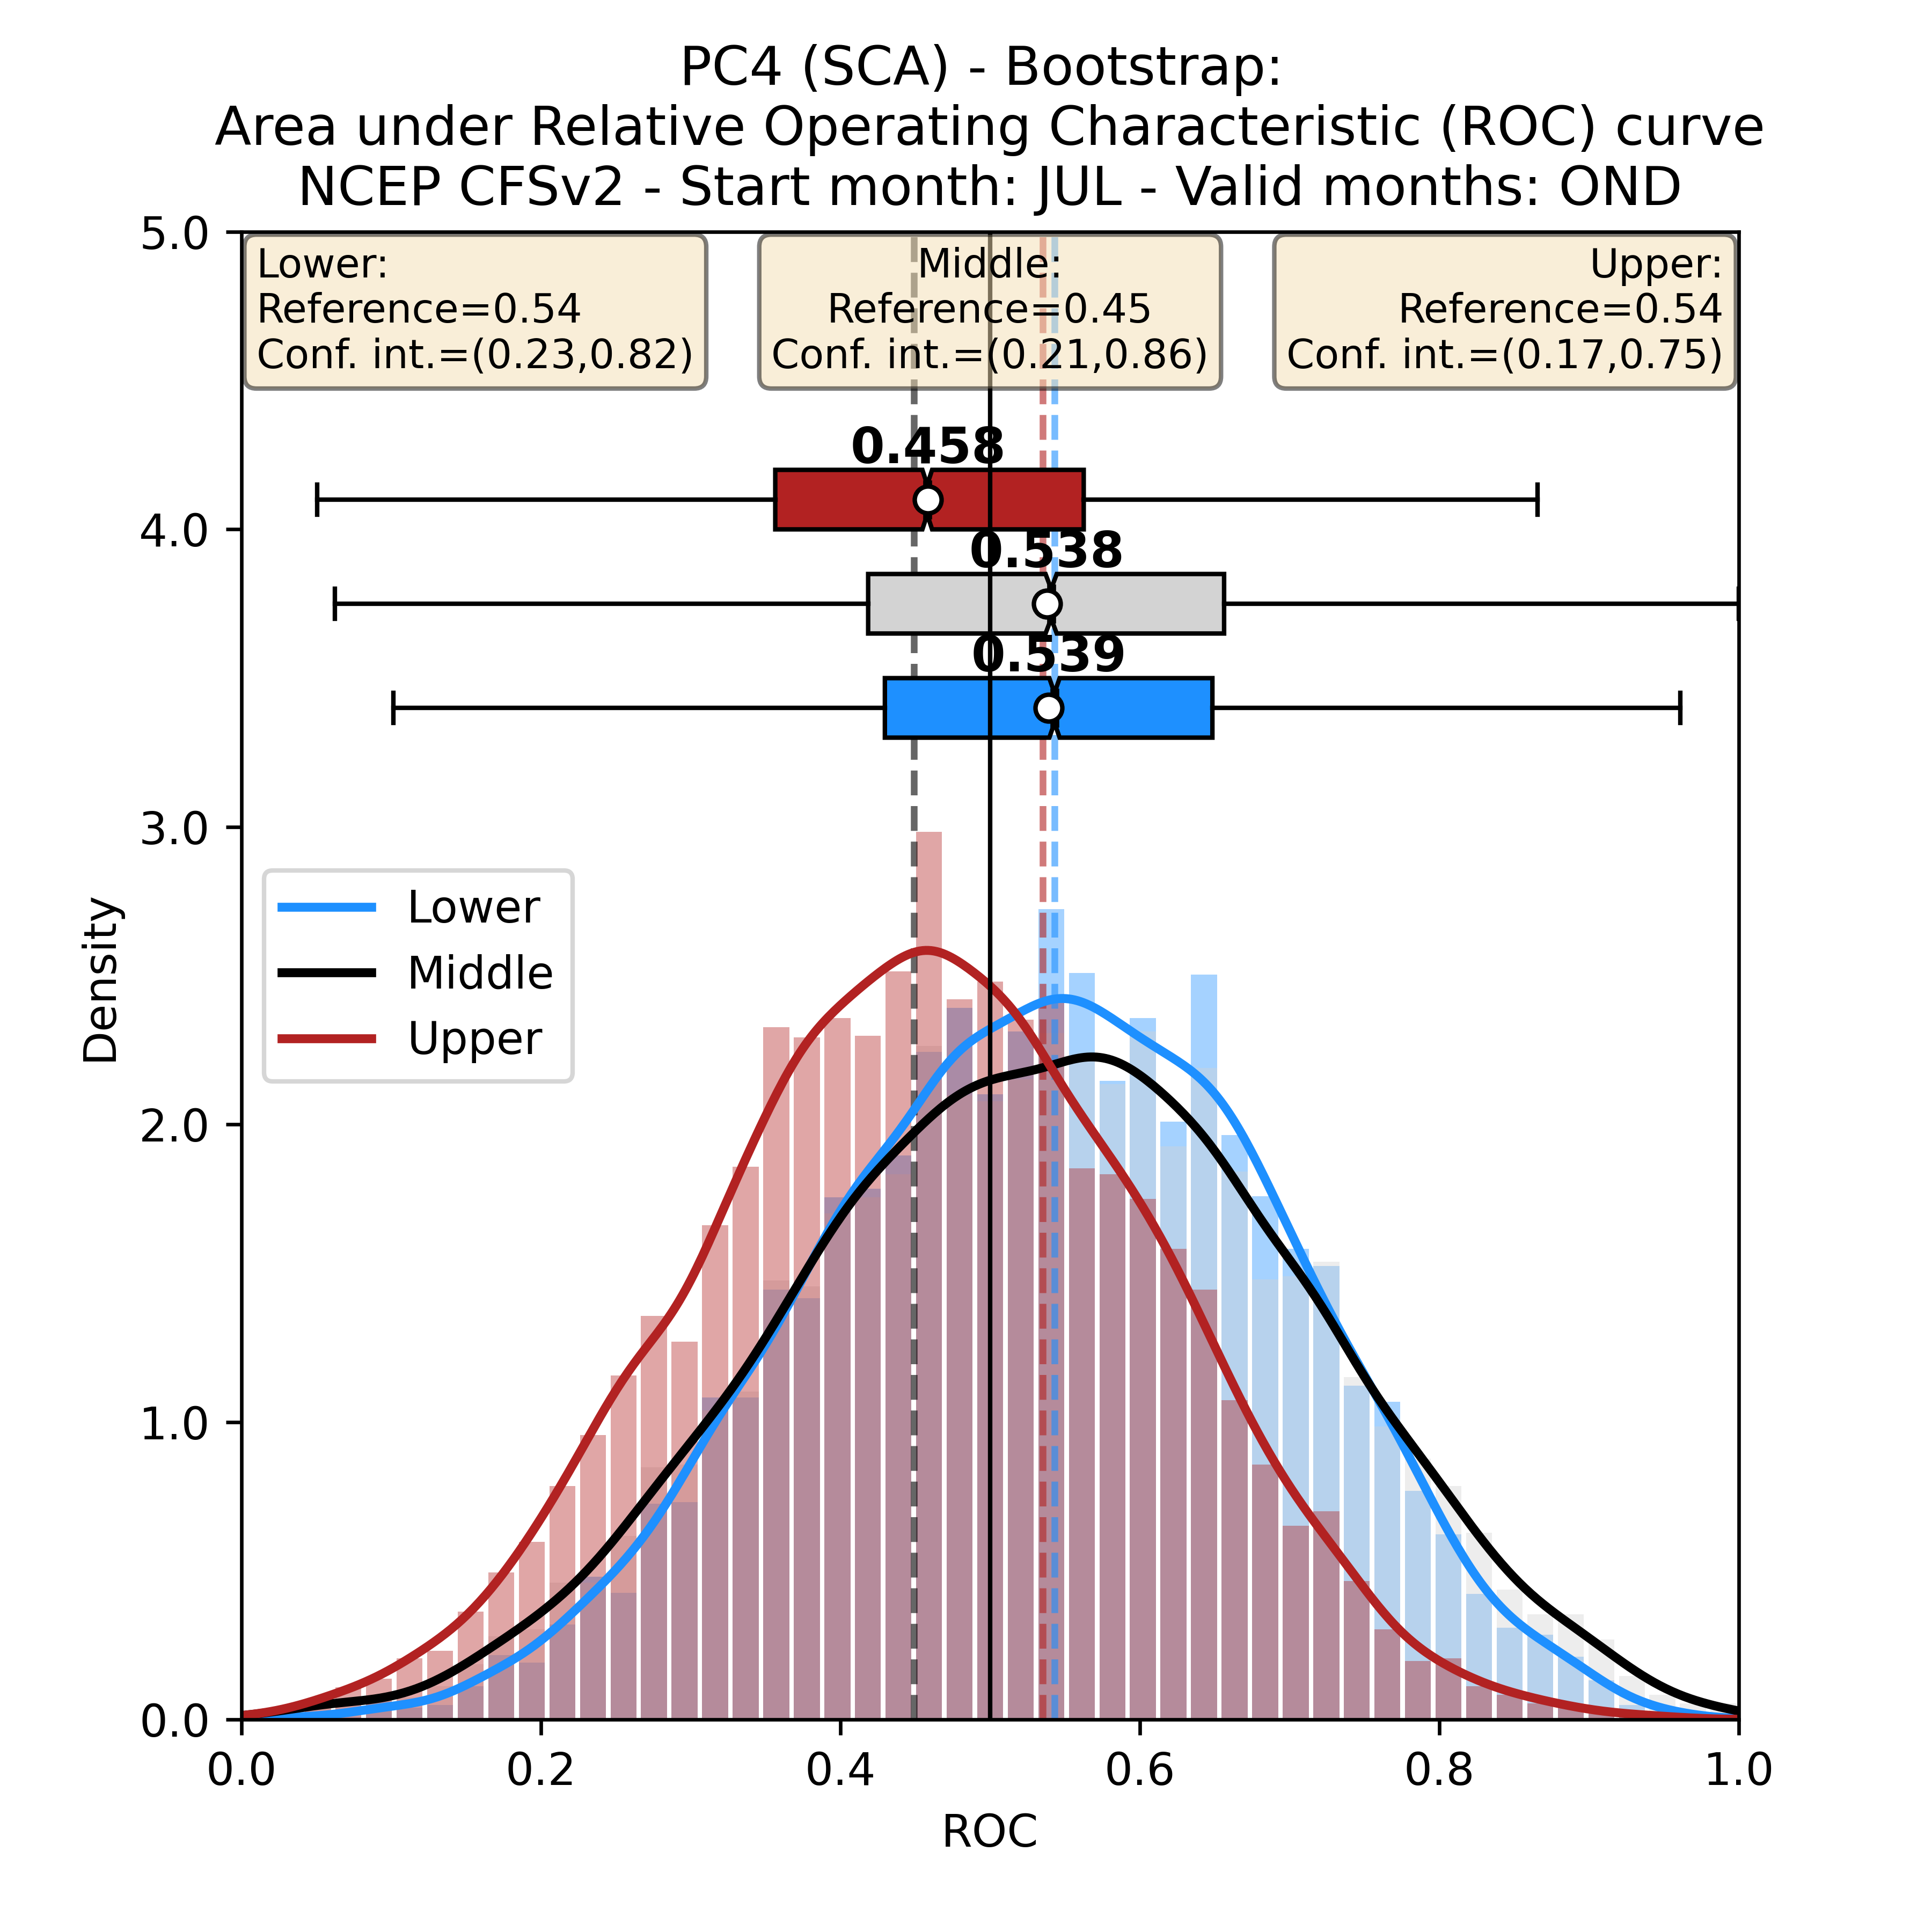 PC4 (SCA) - Bootstrap:
Area under Relative Operating Characteristic (ROC) curve
NCEP CFSv2 - Start month: JUL - Valid months: OND
5.0
Lower:
Reference=0.54
Conf. int.=(0.23,0.82)
Middle:
Reference=0.45
Conf. int.=(0.21,0.86)
Upper:
Reference=0.54
Conf. int.=(0.17,0.75)
0.458
4.0
0.538
0.539
3.0
Lower
Middle
Upper
Density
2.0
1.0
0.0
0.0 0.2 0.4 0.6 0.8 1.0
ROC